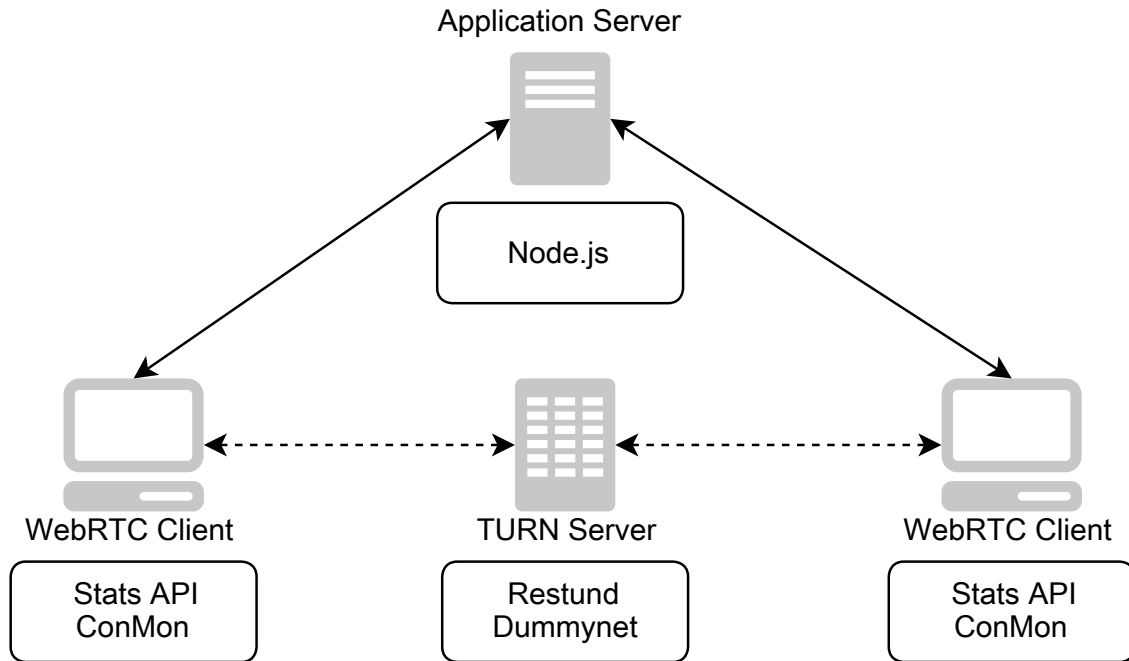 Application Server
Node.js
WebRTC Client
TURN Server
WebRTC Client
Stats API
ConMon
Restund
Dummynet
Stats API
ConMon